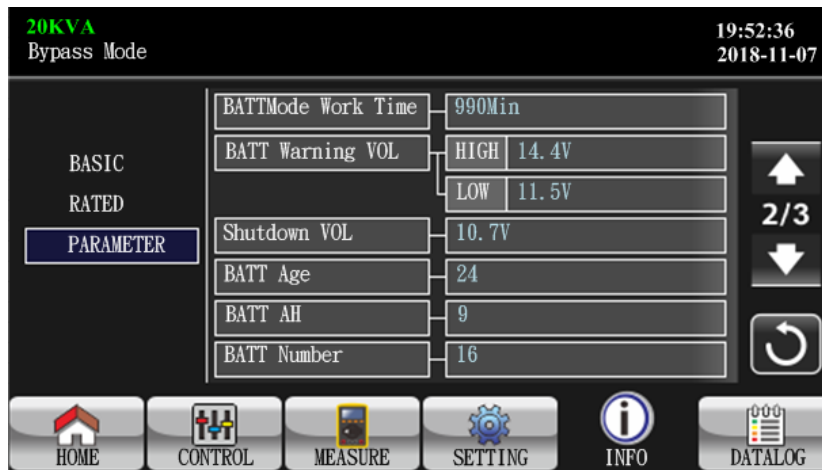 20KVA
19:52:36
Bypass Mode
2018-11-07
BATTMode Work Time 990Min
BATT Warning VOL HIGH 14.4V
BASIC
LOW 11.5V
RATED
2/3
Shutdown VOL 10.7V
PARAMETER
BATT Age 24
BATT AH 9
BATT Number 16
HOME CONTROL MEASURE SETTING INFO DATALOG